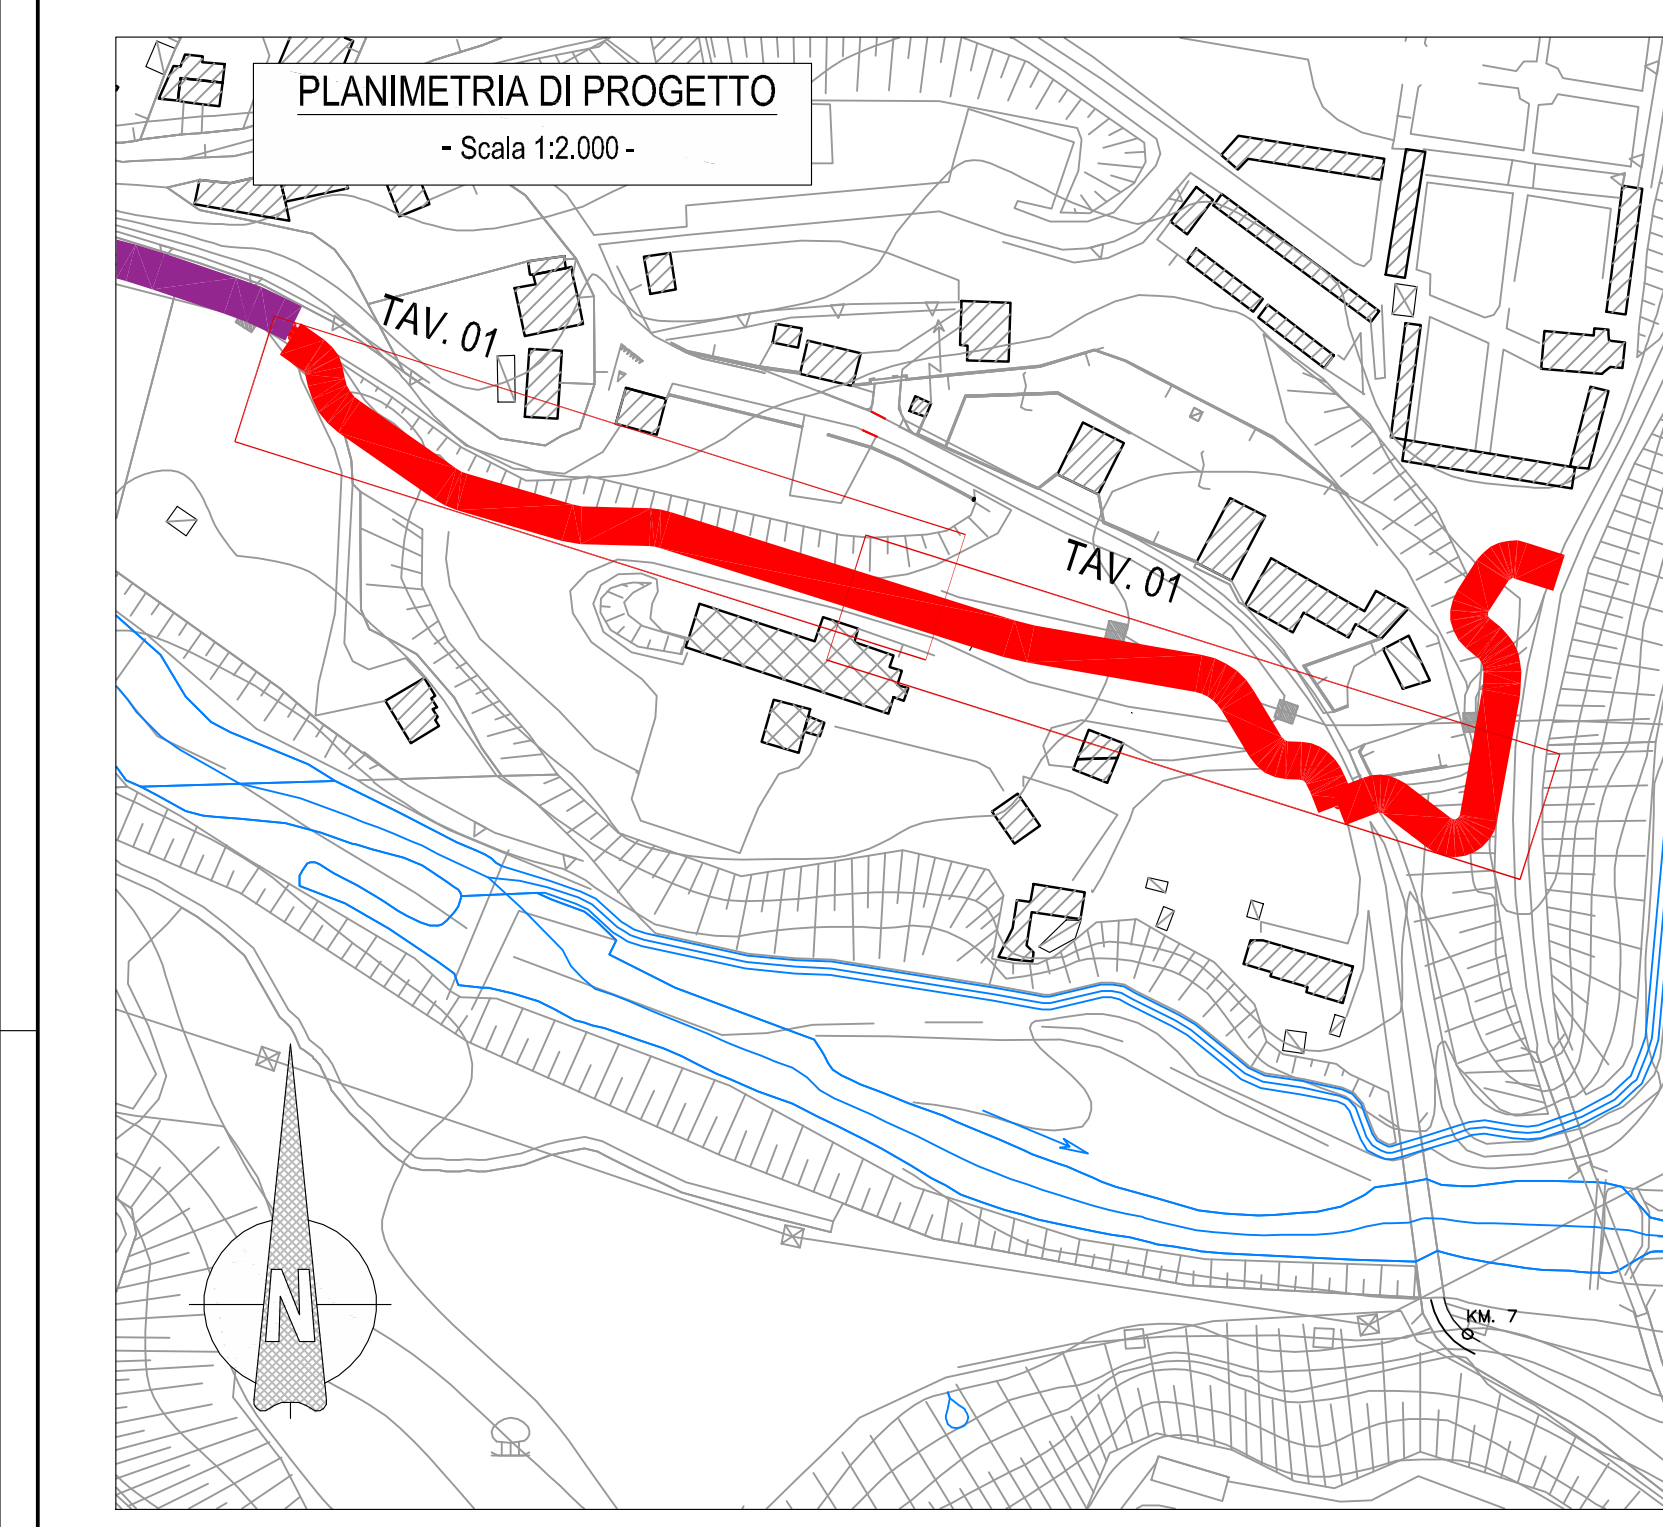 PLANIMETRIA DI PROGETTO
- Scala 1:2.000 -
TAV. 01
TAV. 01
N
KM. 7